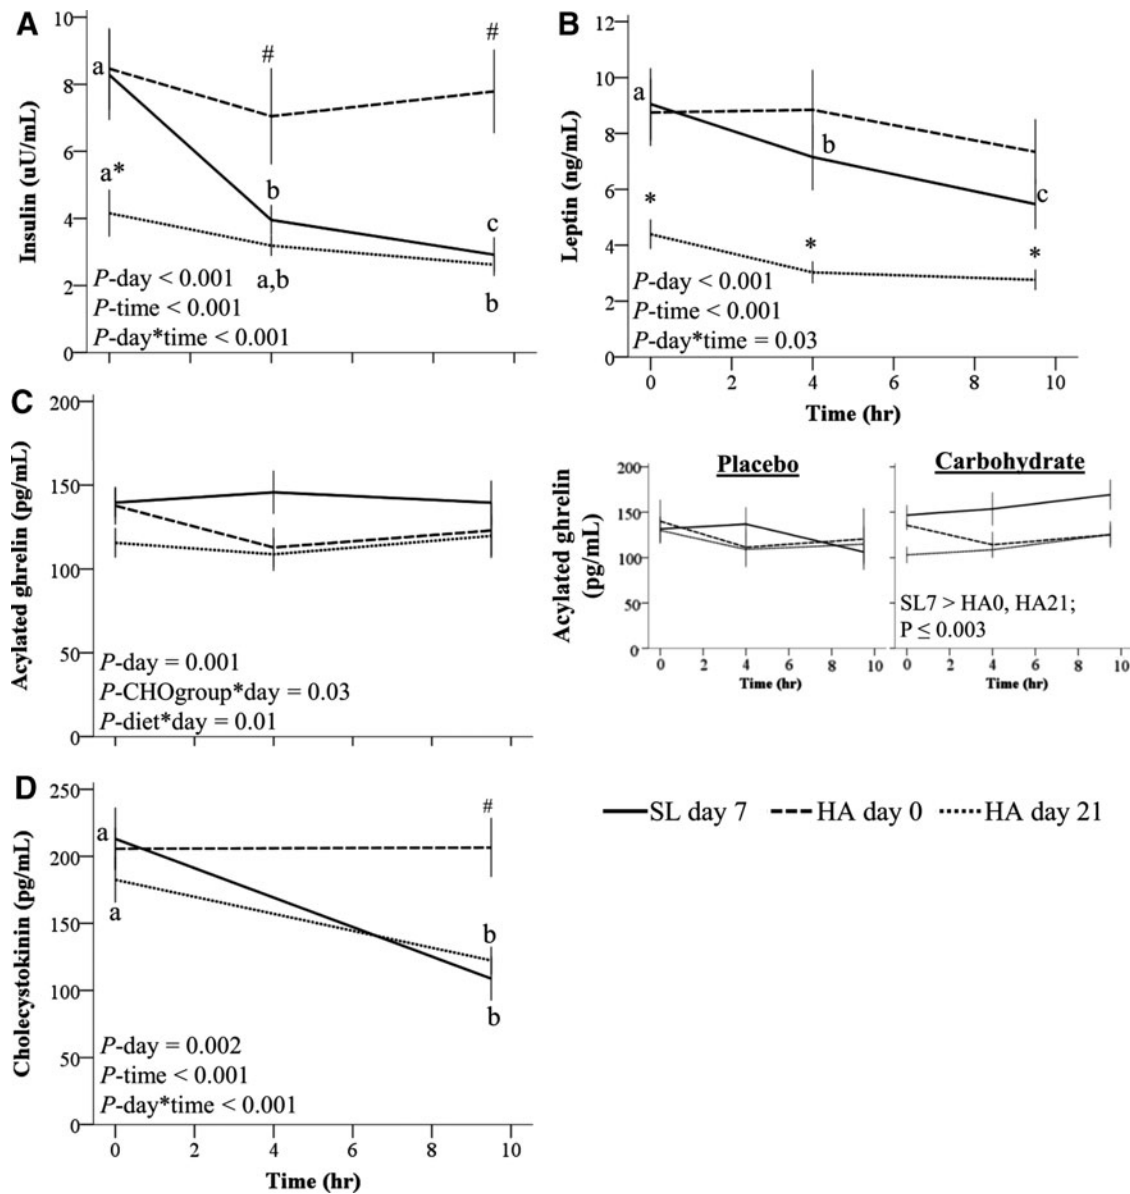 A
Insulin (uU/mL)
10
8
6
4
2
0
a
#
#
a*
b
c
a,b
b
P-day < 0.001
P-time < 0.001
P-day*time < 0.001
B
Leptin (ng/mL)
12
10
8
6
4
2
0
a
b
c
*
*
*
P-day < 0.001
P-time < 0.001
P-day*time = 0.03
0 2 4 6 8 10
Time (hr)
C
Acylated ghrelin (pg/mL)
200
150
100
50
0
P-day = 0.001
P-CHOgroup*day = 0.03
P-diet*day = 0.01
Acylated ghrelin
(pg/mL)
Placebo
200
150
100
50
0
0 2 4 6 8 10
Time (hr)
Carbohydrate
SL7 > HA0, HA21;
P ≤ 0.003
0 2 4 6 8 10
Time (hr)
D
Cholecystokinin (pg/mL)
250
200
150
100
50
0
a
a
#
b
b
P-day = 0.002
P-time < 0.001
P-day*time < 0.001
0 2 4 6 8 10
Time (hr)
SL day 7 HA day 0 HA day 21